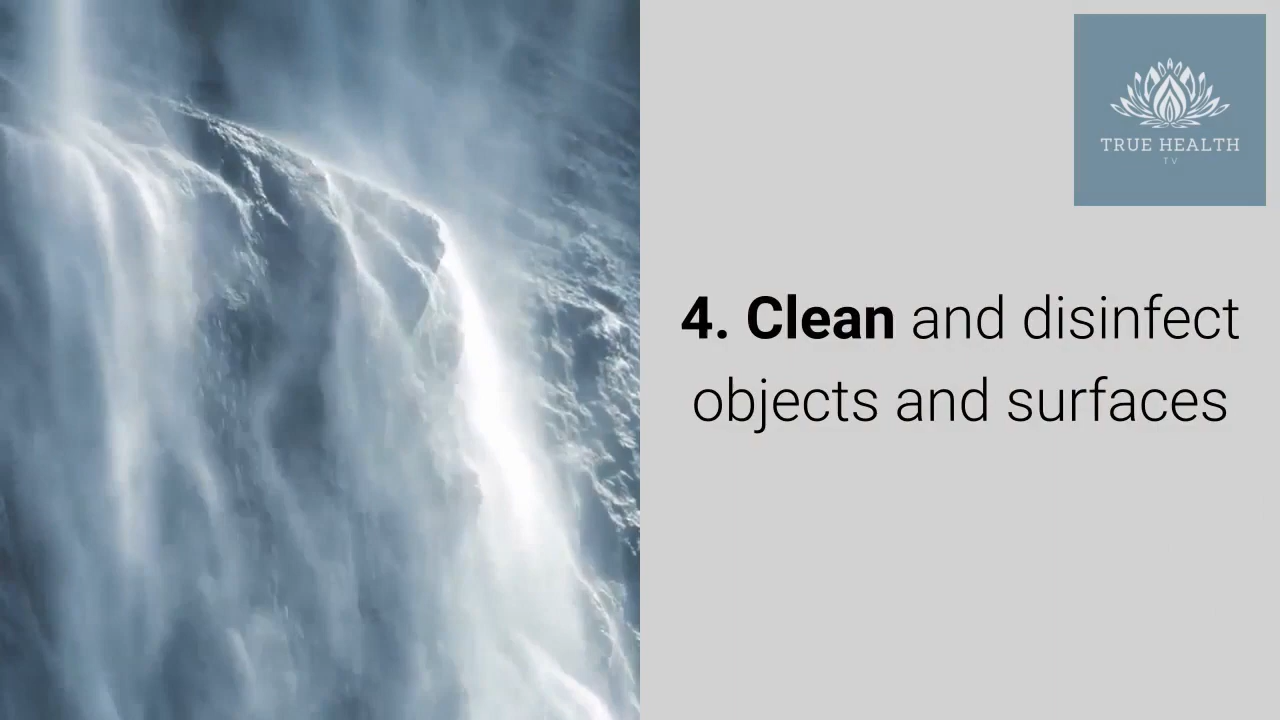 TRUE HEALTH
TV
4. Clean and disinfect
objects and surfaces